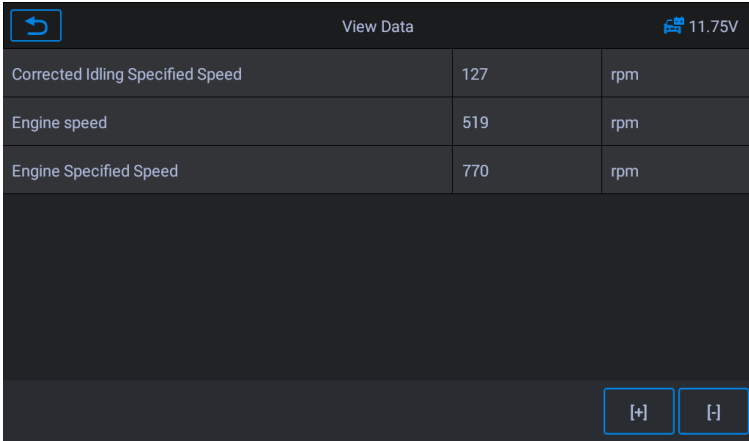 View Data
11.75V
Corrected Idling Specified Speed 127 rpm
Engine speed 519 rpm
Engine Specified Speed 770 rpm
[+] [-]